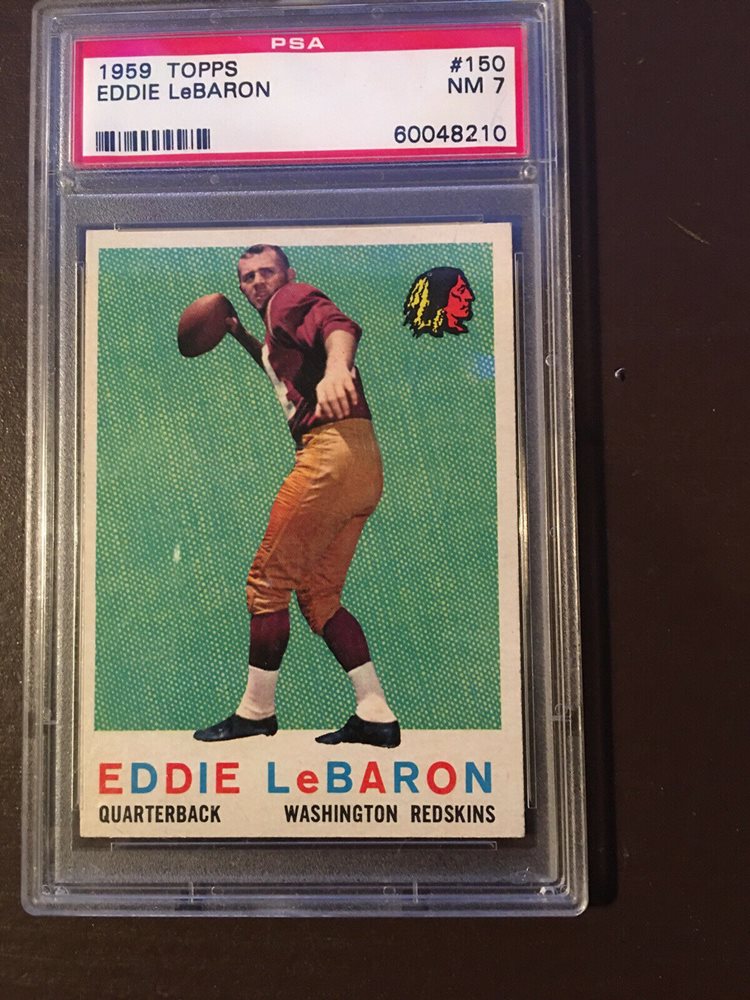 PSA
1959 TOPPS #150
EDDIE LeBARON NM 7
60048210
EDDIE LeBARON
QUARTERBACK WASHINGTON REDSKINS